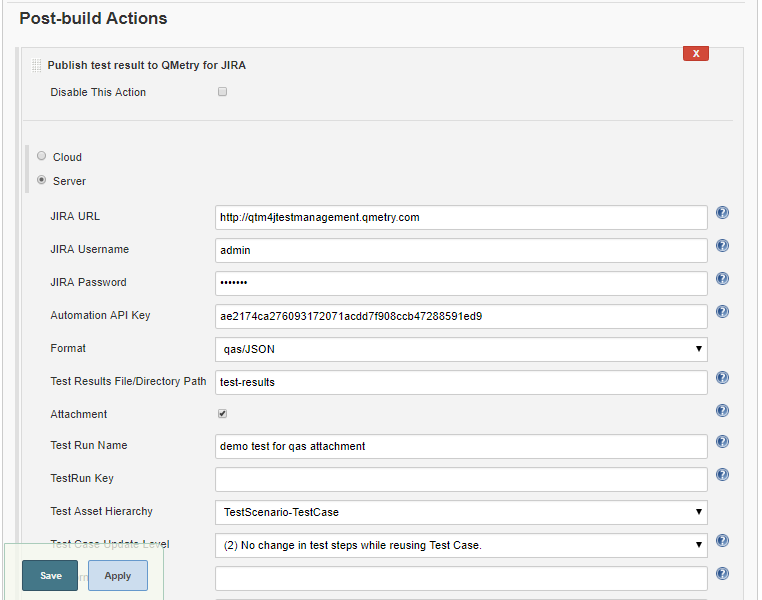 Post-build Actions
Publish test result to QMetry for JIRA
X
Disable This Action
Cloud
Server
JIRA URL
http://qtm4jtestmanagement.qmetry.com
JIRA Username
admin
JIRA Password
•••••••
Automation API Key
ae2174ca276093172071acdd7f908ccb47288591ed9
Format
qas/JSON
Test Results File/Directory Path
test-results
Attachment
Test Run Name
demo test for qas attachment
TestRun Key
Test Asset Hierarchy
TestScenario-TestCase
Test Case Update Level
(2) No change in test steps while reusing Test Case.
Save
Apply